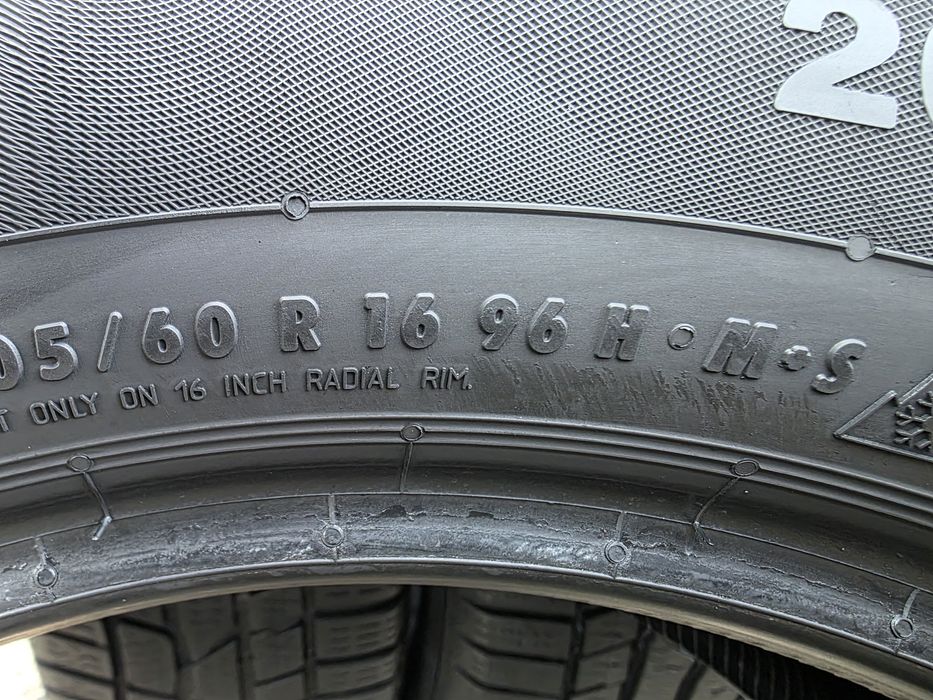 2
05/60 R 16 96 H • M+S
ONLY ON 16 INCH RADIAL RIM.